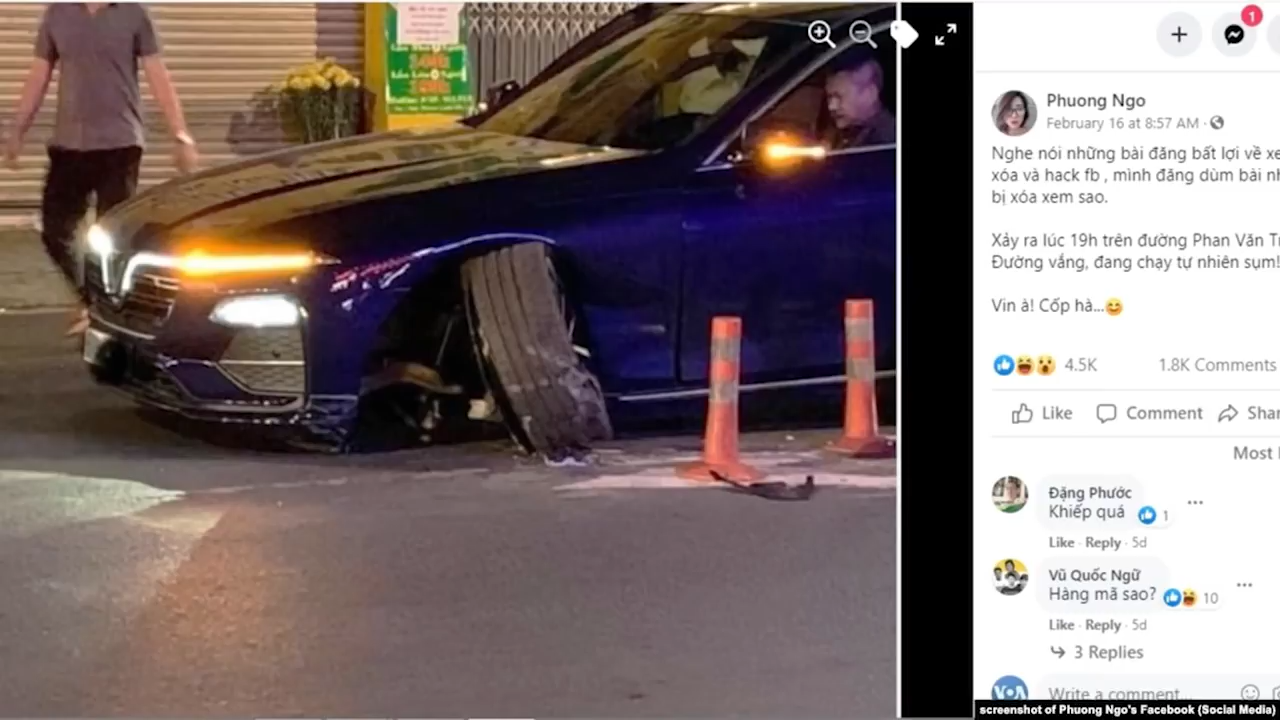 1
Phuong Ngo
February 16 at 8:57 AM ·
Nghe nói những bài đăng bất lợi về xe
xóa và hack fb , mình đăng dùm bài nh
bị xóa xem sao.
Xảy ra lúc 19h trên đường Phan Văn Tr
Đường vắng, đang chạy tự nhiên sụm!
Vin à! Cốp hà...😊
4.5K 1.8K Comments
Like Comment Shar
Most
Đặng Phước
Khiếp quá 1
Like · Reply · 5d
Vũ Quốc Ngữ
Hàng mã sao? 10
Like · Reply · 5d
3 Replies
VOA Write a comment...
screenshot of Phuong Ngo's Facebook (Social Media)